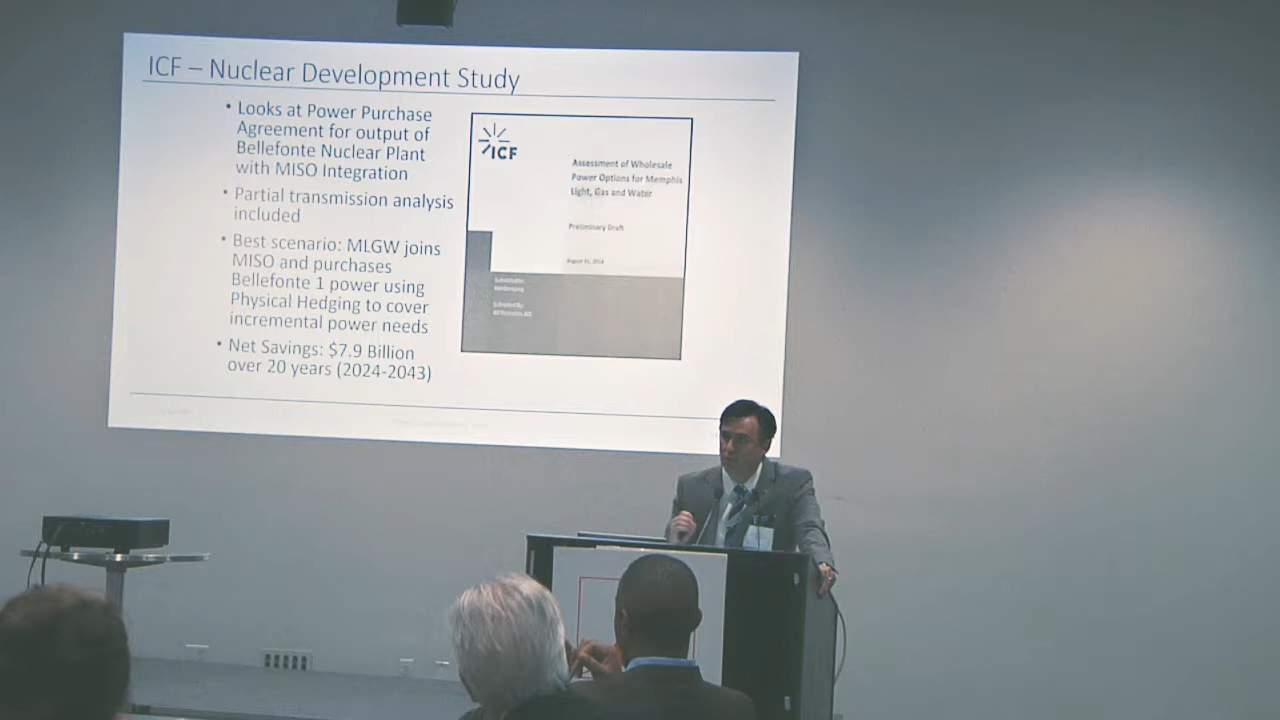 ICF – Nuclear Development Study
• Looks at Power Purchase
Agreement for output of
Bellefonte Nuclear Plant
with MISO Integration
• Partial transmission analysis
included
• Best scenario: MLGW joins
MISO and purchases
Bellefonte 1 power using
Physical Hedging to cover
incremental power needs
• Net Savings: $7.9 Billion
over 20 years (2024-2043)
ICF
Assessment of Wholesale
Power Options for Memphis
Light, Gas and Water
Preliminary Draft
Submitted by: